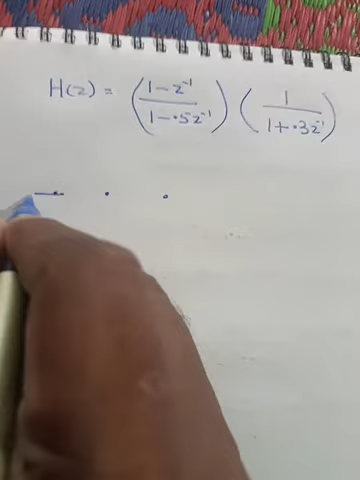 H(z) = ((1 - z⁻¹)/(1 - .5z⁻¹)) (1/(1 + .3z⁻¹))